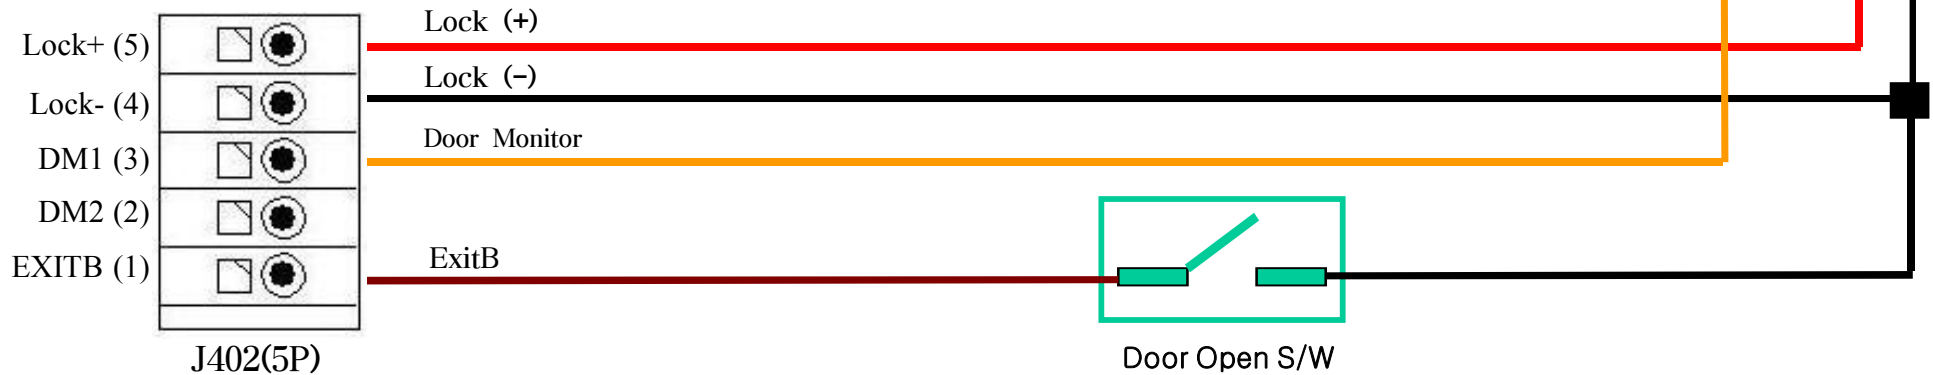 Lock+ (5)
Lock (+)
Lock- (4)
Lock (-)
DM1 (3)
Door Monitor
DM2 (2)
EXITB (1)
ExitB
J402(5P)
Door Open S/W